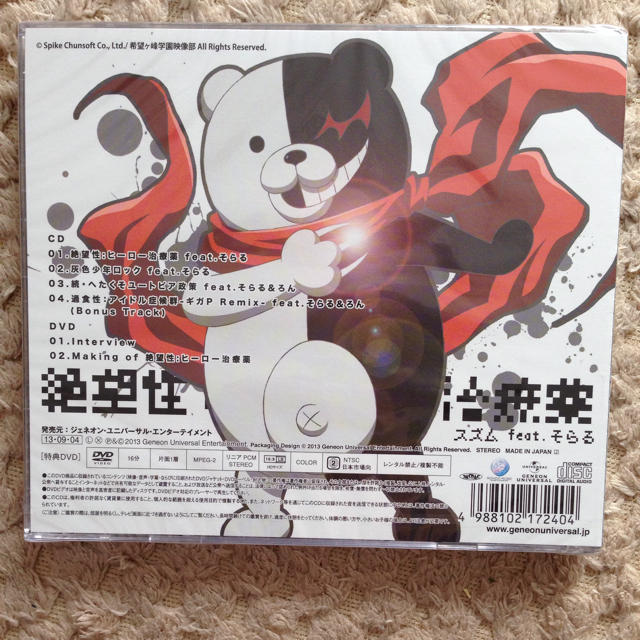 © Spike Chunsoft Co., Ltd./ 希望ヶ峰学園映像部 All Rights Reserved.
CD
01.絶望性:ヒーロー治療薬 feat.そらる
02.灰色少年ロック feat.そらる
03.続・へたくそユートピア政策 feat.そらる&ろん
04.過食性:アイドル症候群-ギガP Remix- feat.そらる&ろん
(Bonus Track)
DVD
01.Interview
02.Making of 絶望性:ヒーロー治療薬
絶望性 治療薬
スズム feat.そらる
発売元:ジェネオン・ユニバーサル・エンターテイメント
13·09·04 Ⓛ Ⓧ ℗&© 2013 Geneon Universal Entertainment. Packaging Design © 2013 Geneon Universal Entertainment. All Rights Reserved. STEREO MADE IN JAPAN
[特典DVD] DVD VIDEO 16分 片面1層 MPEG-2 リニアPCM STEREO 16:9 LB COLOR 2 NTSC 日本市場向 レンタル禁止/複製不能
UNIVERSAL
COMPACT disc DIGITAL AUDIO
4 988102 172404
www.geneonuniversal.jp